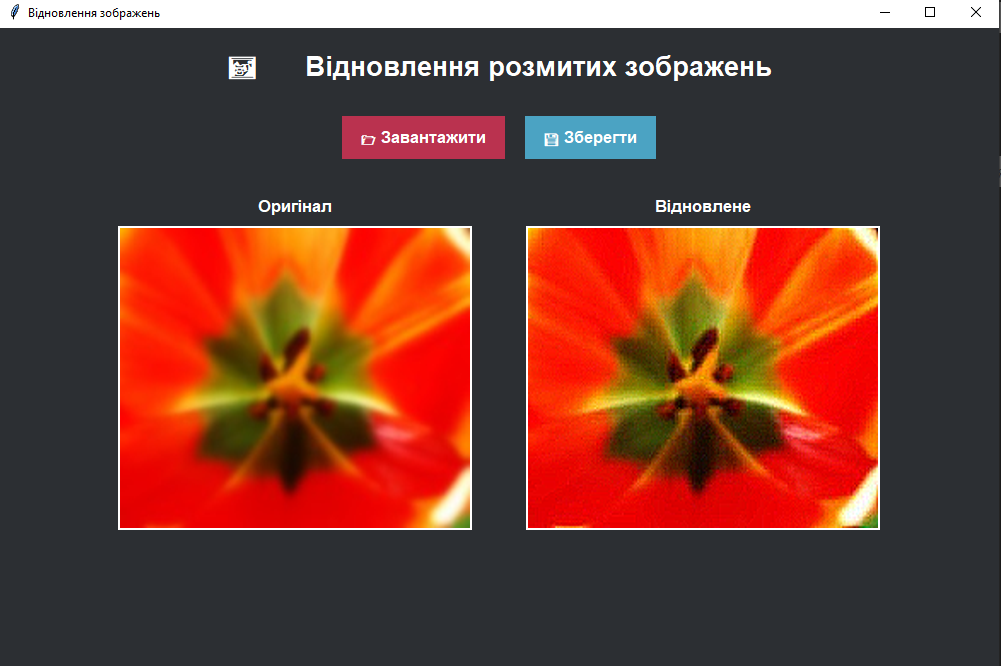 Відновлення зображень
Відновлення розмитих зображень
Завантажити
Зберегти
Оригінал
Відновлене